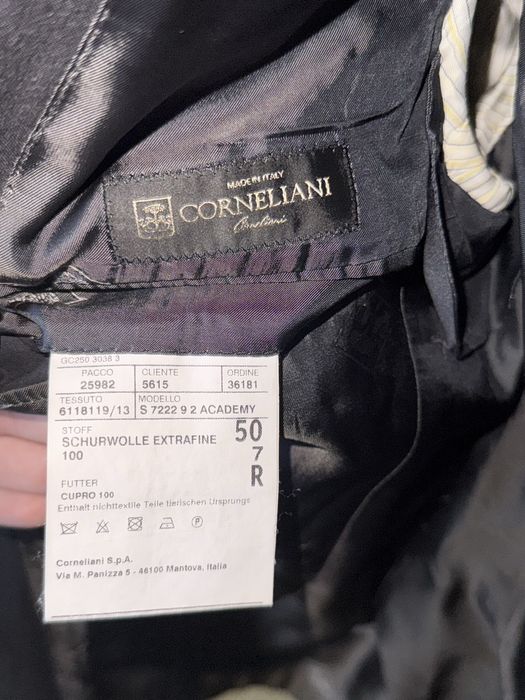 MADE IN ITALY
CORNELIANI
Corneliani
GC250 3038 3
PACCO CLIENTE ORDINE
25982 5615 36181
TESSUTO MODELLO
6118119/13 S 7222 9 2 ACADEMY
STOFF
SCHURWOLLE EXTRAFINE 50
100 7
R
FUTTER
CUPRO 100
Enthält nichttextile Teile tierischen Ursprungs
P
Corneliani S.p.A.
Via M. Panizza 5 - 46100 Mantova, Italia